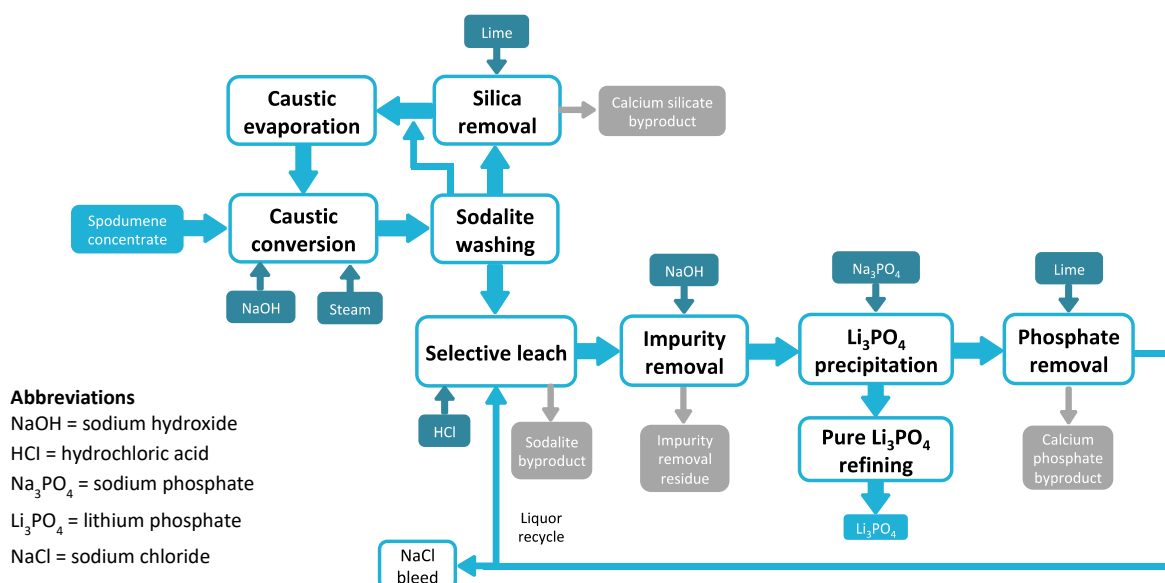 Lime
Caustic
evaporation
Silica
removal
Calcium silicate
byproduct
Spodumene
concentrate
Caustic
conversion
Sodalite
washing
NaOH
Steam
NaOH
Na₃PO₄
Lime
Selective leach
Impurity
removal
Li₃PO₄
precipitation
Phosphate
removal
HCl
Sodalite
byproduct
Impurity
removal
residue
Pure Li₃PO₄
refining
Calcium
phosphate
byproduct
Li₃PO₄
Liquor
recycle
NaCl
bleed
Abbreviations
NaOH = sodium hydroxide
HCl = hydrochloric acid
Na₃PO₄ = sodium phosphate
Li₃PO₄ = lithium phosphate
NaCl = sodium chloride